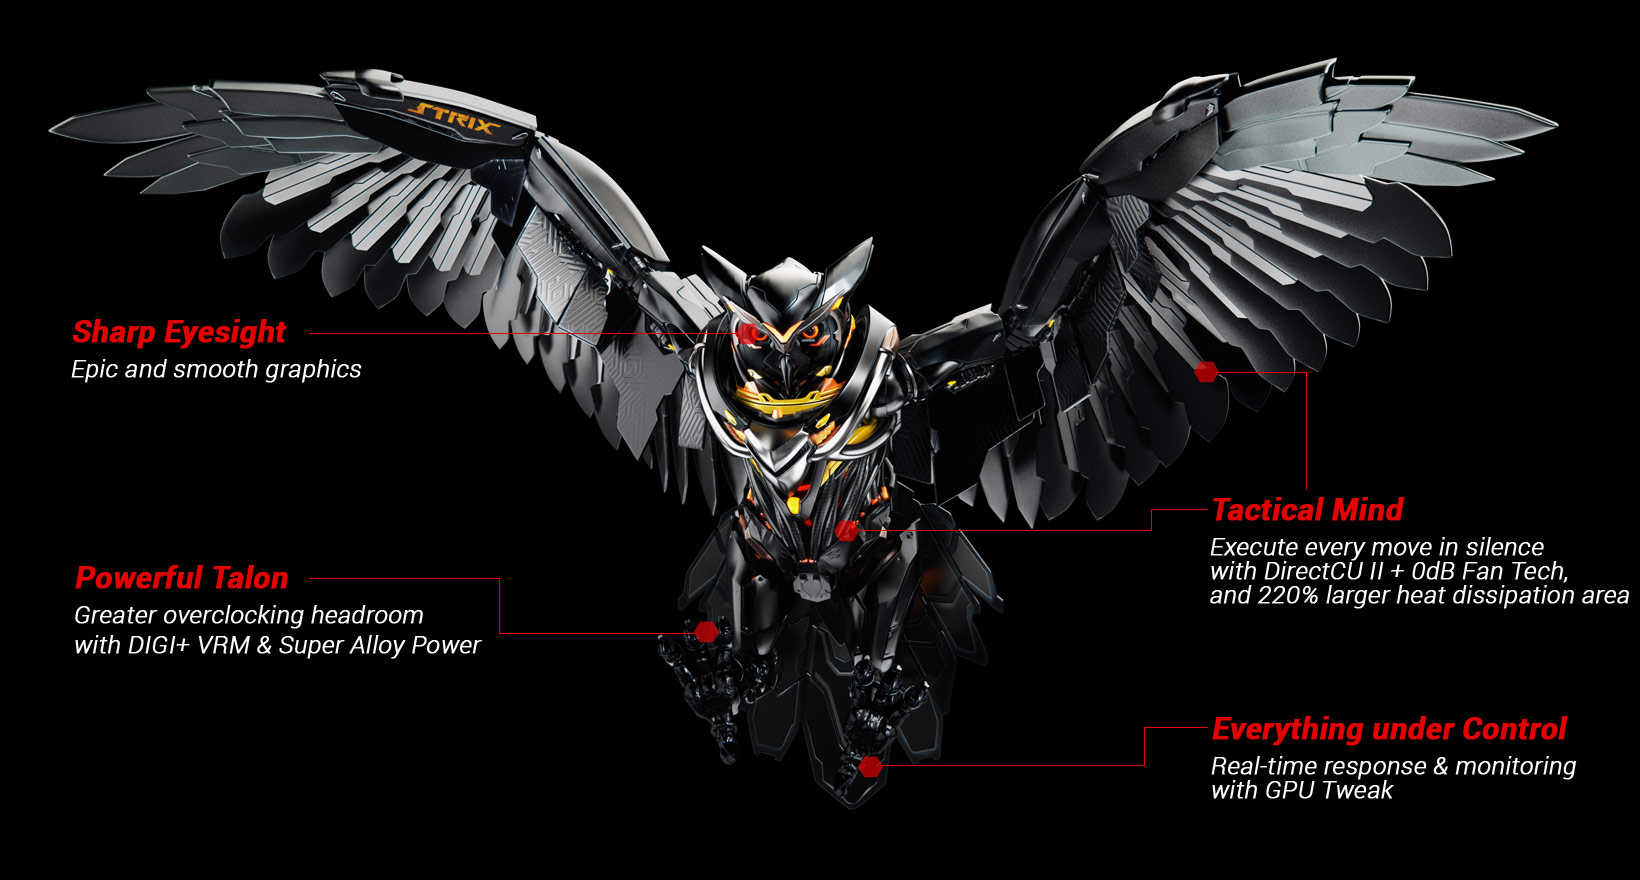 STRIX
Sharp Eyesight
Epic and smooth graphics
Powerful Talon
Greater overclocking headroom
with DIGI+ VRM & Super Alloy Power
Tactical Mind
Execute every move in silence
with DirectCU II + 0dB Fan Tech,
and 220% larger heat dissipation area
Everything under Control
Real-time response & monitoring
with GPU Tweak